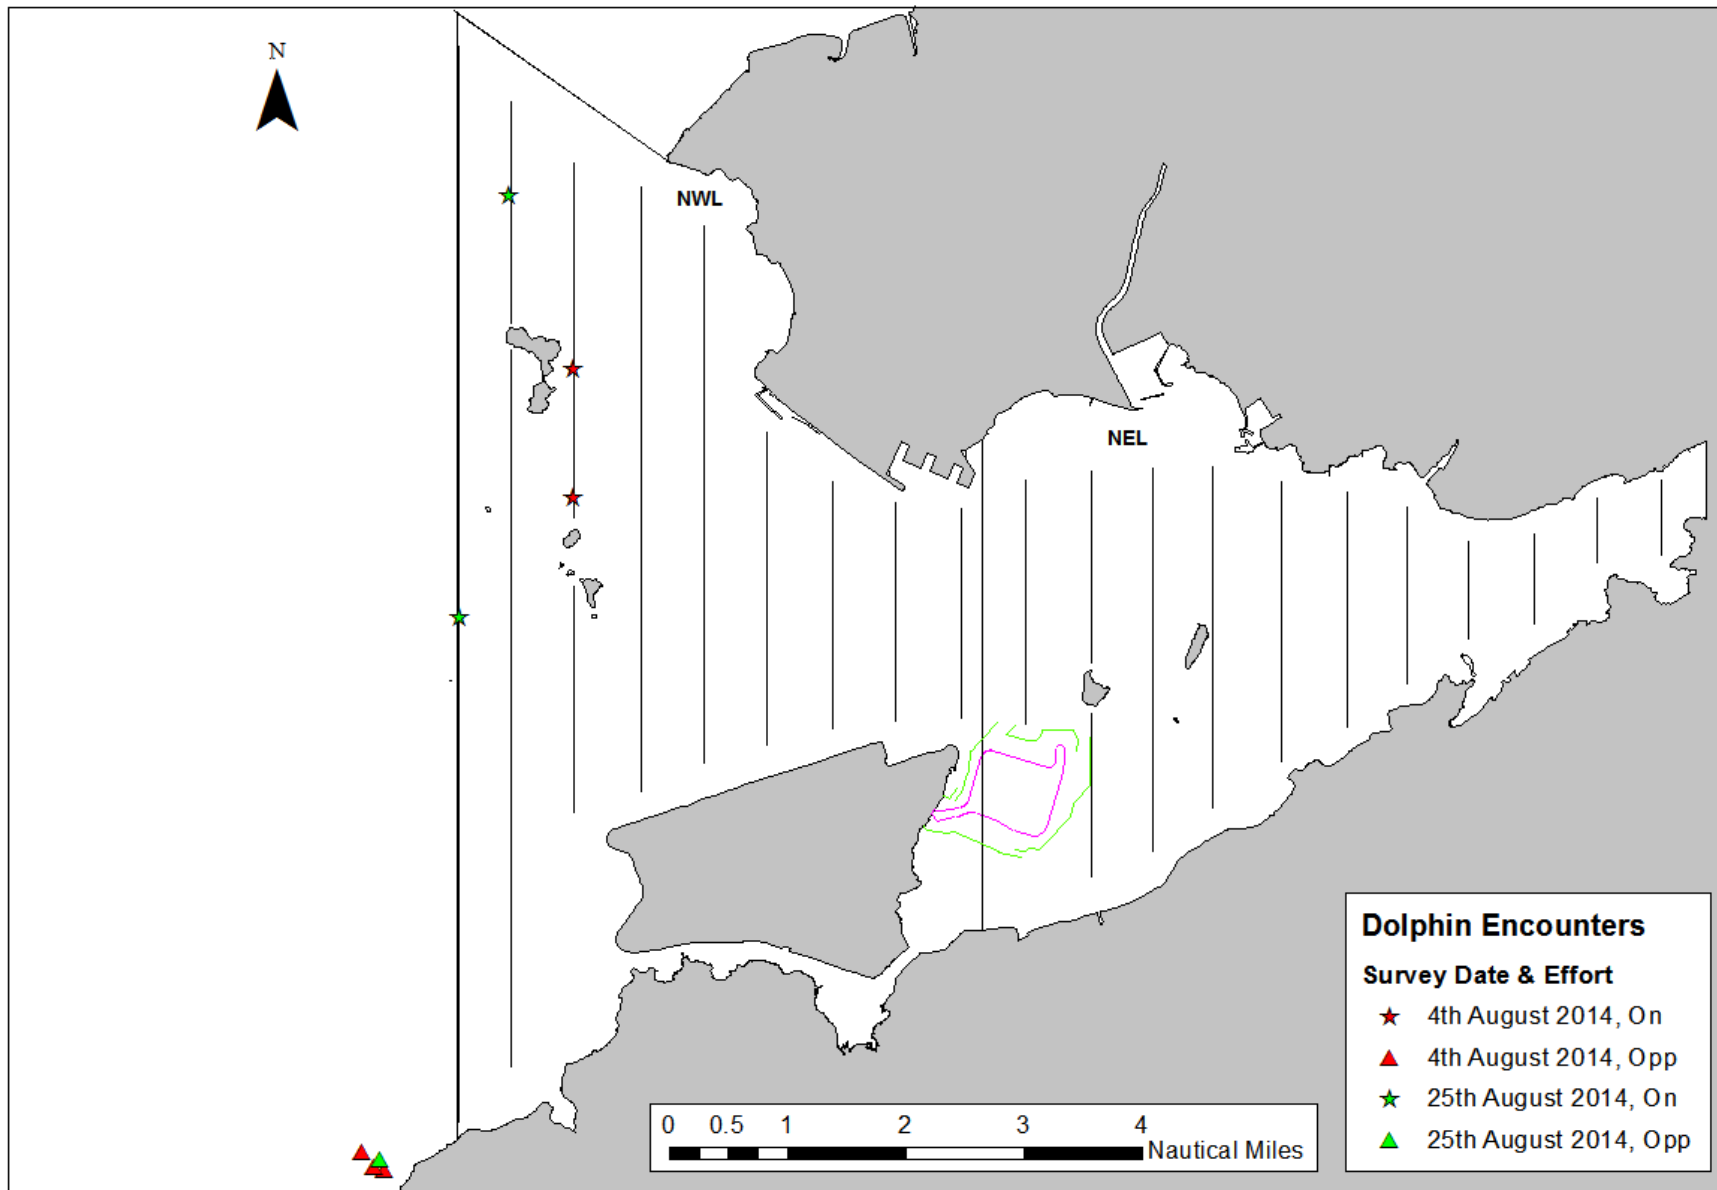 N
NWL
NEL
Dolphin Encounters
Survey Date & Effort
4th August 2014, On
4th August 2014, Opp
25th August 2014, On
25th August 2014, Opp
0 0.5 1 2 3 4
Nautical Miles